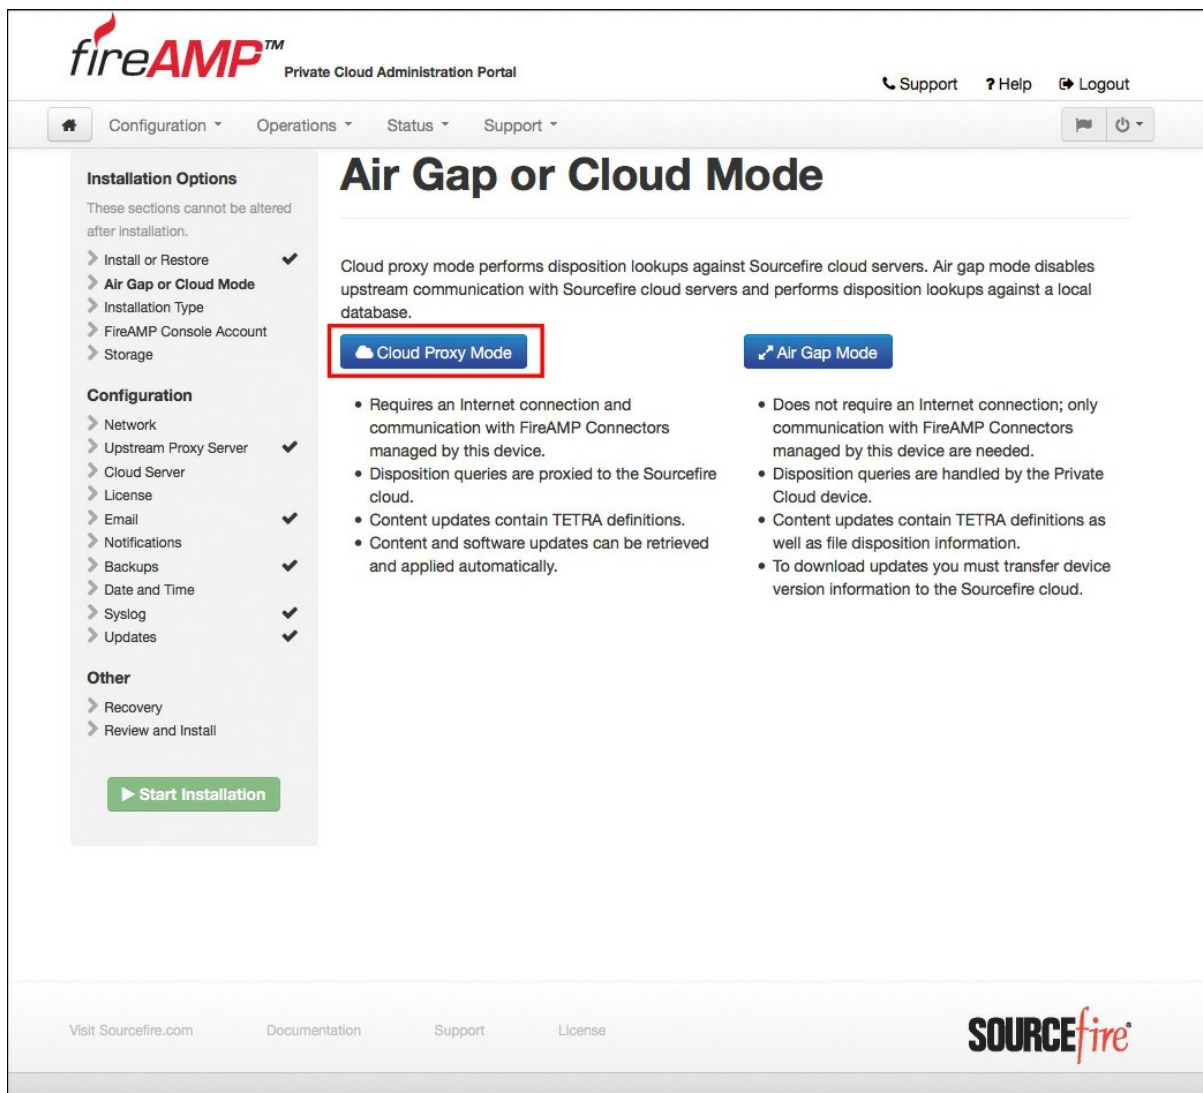 fireAMP™
Private Cloud Administration Portal
Support ? Help Logout
Configuration Operations Status Support
Installation Options
These sections cannot be altered
after installation.
Install or Restore
Air Gap or Cloud Mode
Installation Type
FireAMP Console Account
Storage
Configuration
Network
Upstream Proxy Server
Cloud Server
License
Email
Notifications
Backups
Date and Time
Syslog
Updates
Other
Recovery
Review and Install
Start Installation
Air Gap or Cloud Mode
Cloud proxy mode performs disposition lookups against Sourcefire cloud servers. Air gap mode disables
upstream communication with Sourcefire cloud servers and performs disposition lookups against a local
database.
Cloud Proxy Mode
• Requires an Internet connection and
communication with FireAMP Connectors
managed by this device.
• Disposition queries are proxied to the Sourcefire
cloud.
• Content updates contain TETRA definitions.
• Content and software updates can be retrieved
and applied automatically.
Air Gap Mode
• Does not require an Internet connection; only
communication with FireAMP Connectors
managed by this device are needed.
• Disposition queries are handled by the Private
Cloud device.
• Content updates contain TETRA definitions as
well as file disposition information.
• To download updates you must transfer device
version information to the Sourcefire cloud.
Visit Sourcefire.com Documentation Support License
SOURCEfire®